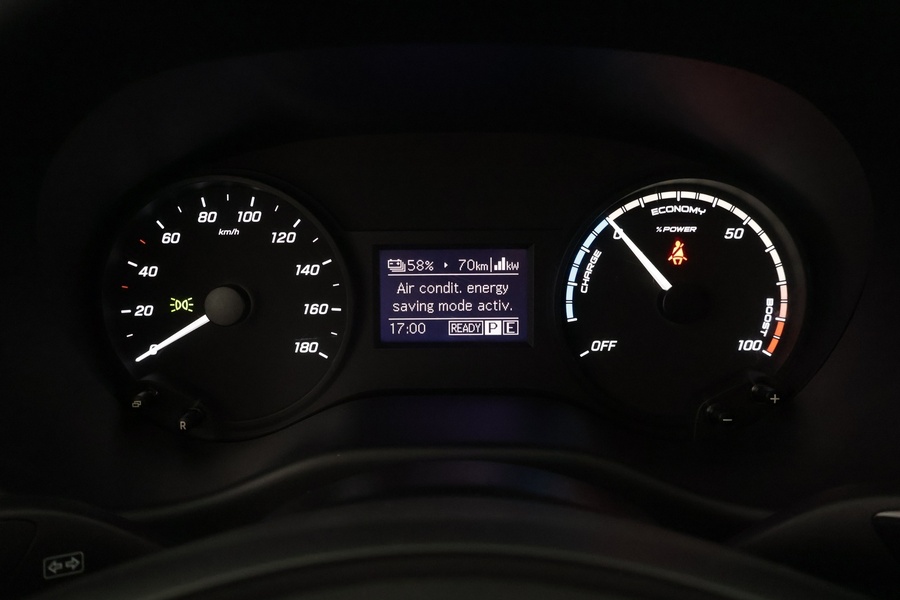 0
20
40
60
80
100
120
140
160
180
km/h
R
58% 70km kW
Air condit. energy
saving mode activ.
17:00 READY P E
OFF
CHARGE
0
ECONOMY
% POWER
50
BOOST
100
- +